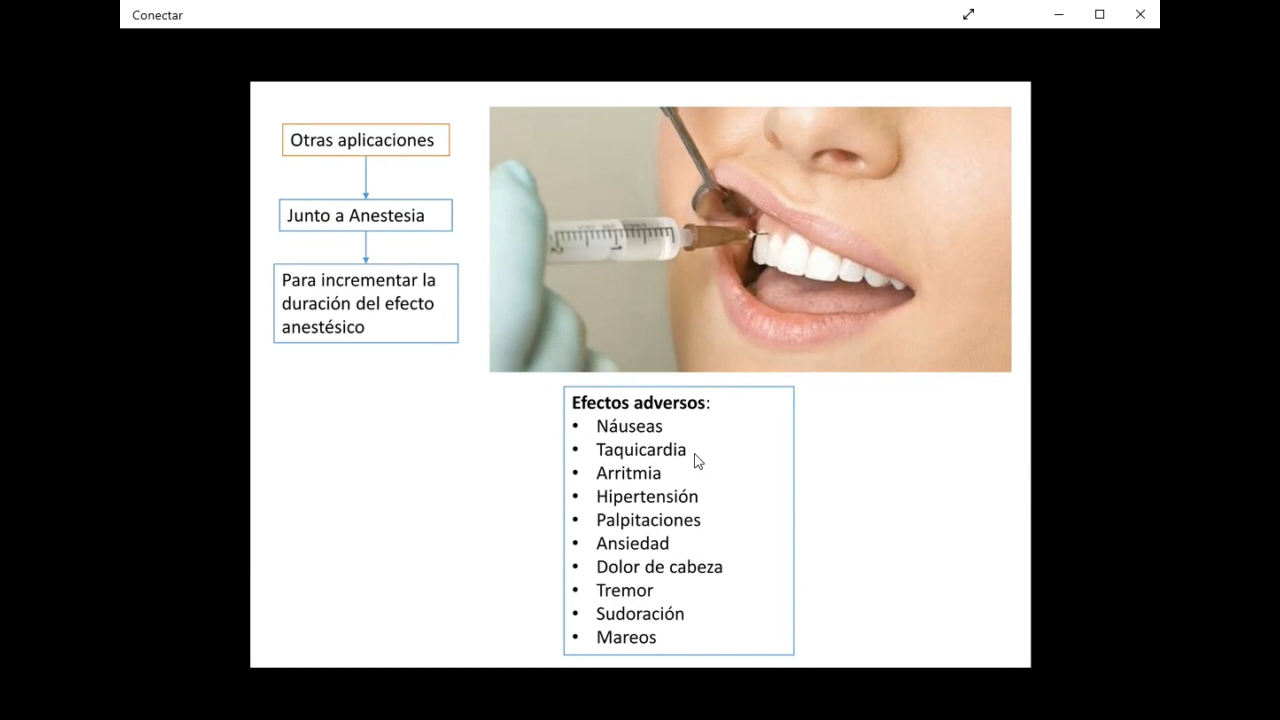 Conectar
Otras aplicaciones
Junto a Anestesia
Para incrementar la
duración del efecto
anestésico
Efectos adversos:
• Náuseas
• Taquicardia
• Arritmia
• Hipertensión
• Palpitaciones
• Ansiedad
• Dolor de cabeza
• Tremor
• Sudoración
• Mareos